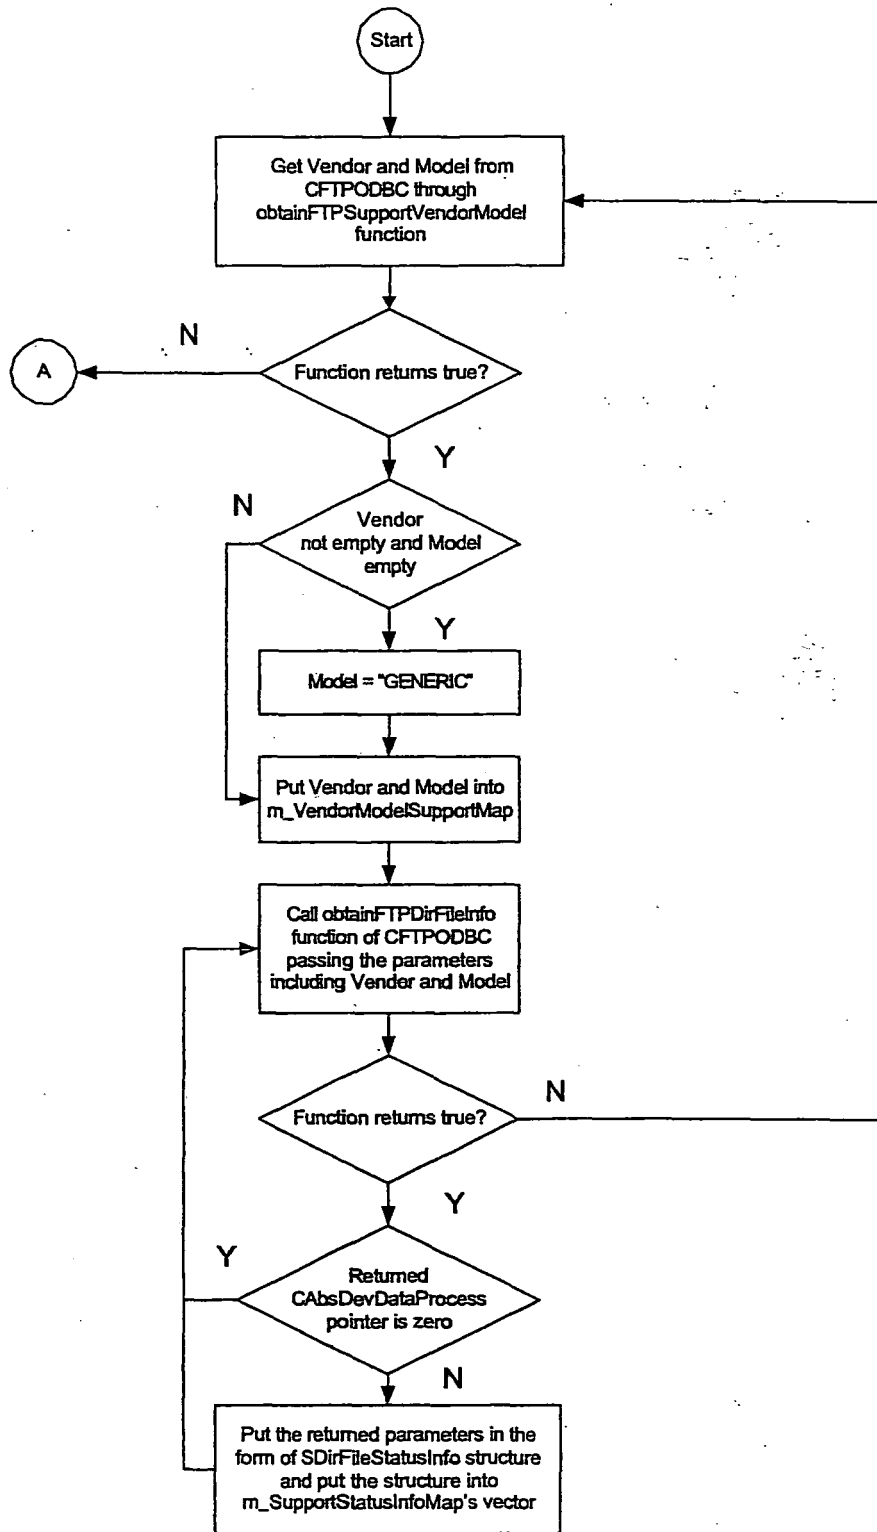 Start
Get Vendor and Model from
CFTPODBC through
obtainFTPSupportVendorModel
function
N
A
Function returns true?
Y
N
Vendor
not empty and Model
empty
Y
Model = "GENERIC"
Put Vendor and Model into
m_VendorModelSupportMap
Call obtainFTPDirFileInfo
function of CFTPODBC
passing the parameters
including Vender and Model
Function returns true?
N
Y
Y
Returned
CAbsDevDataProcess
pointer is zero
N
Put the returned parameters in the
form of SDirFileStatusInfo structure
and put the structure into
m_SupportStatusInfoMap's vector